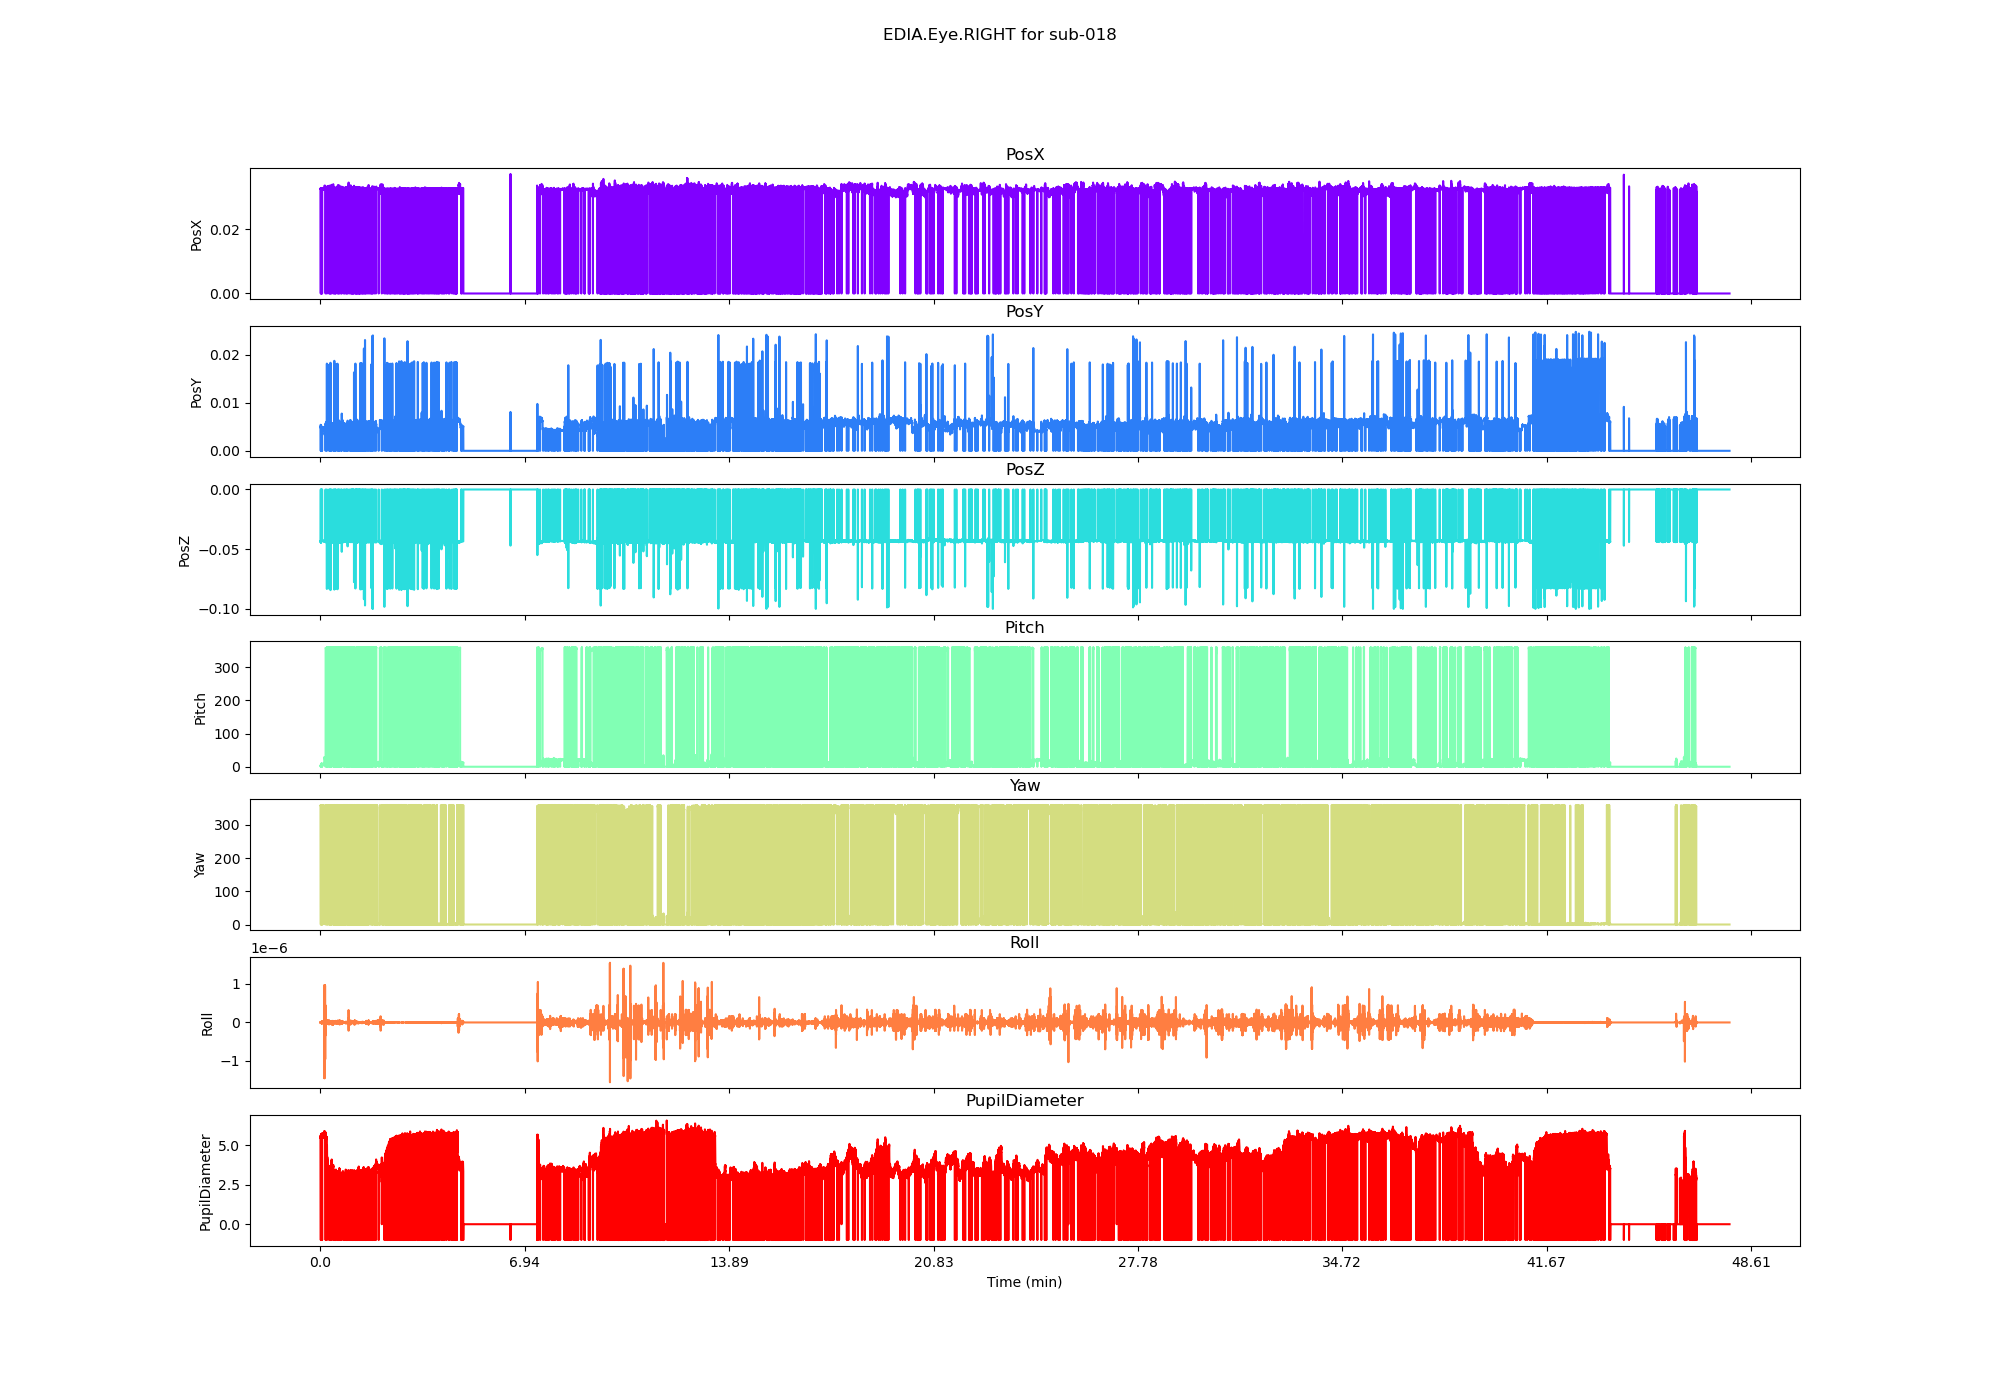 EDIA.Eye.RIGHT for sub-018
PosX
PosX
0.02
0.00
PosY
PosY
0.02
0.01
0.00
PosZ
PosZ
0.00
−0.05
−0.10
Pitch
Pitch
300
200
100
0
Yaw
Yaw
300
200
100
0
1e−6
Roll
Roll
1
0
−1
PupilDiameter
PupilDiameter
5.0
2.5
0.0
0.0 6.94 13.89 20.83 27.78 34.72 41.67 48.61
Time (min)